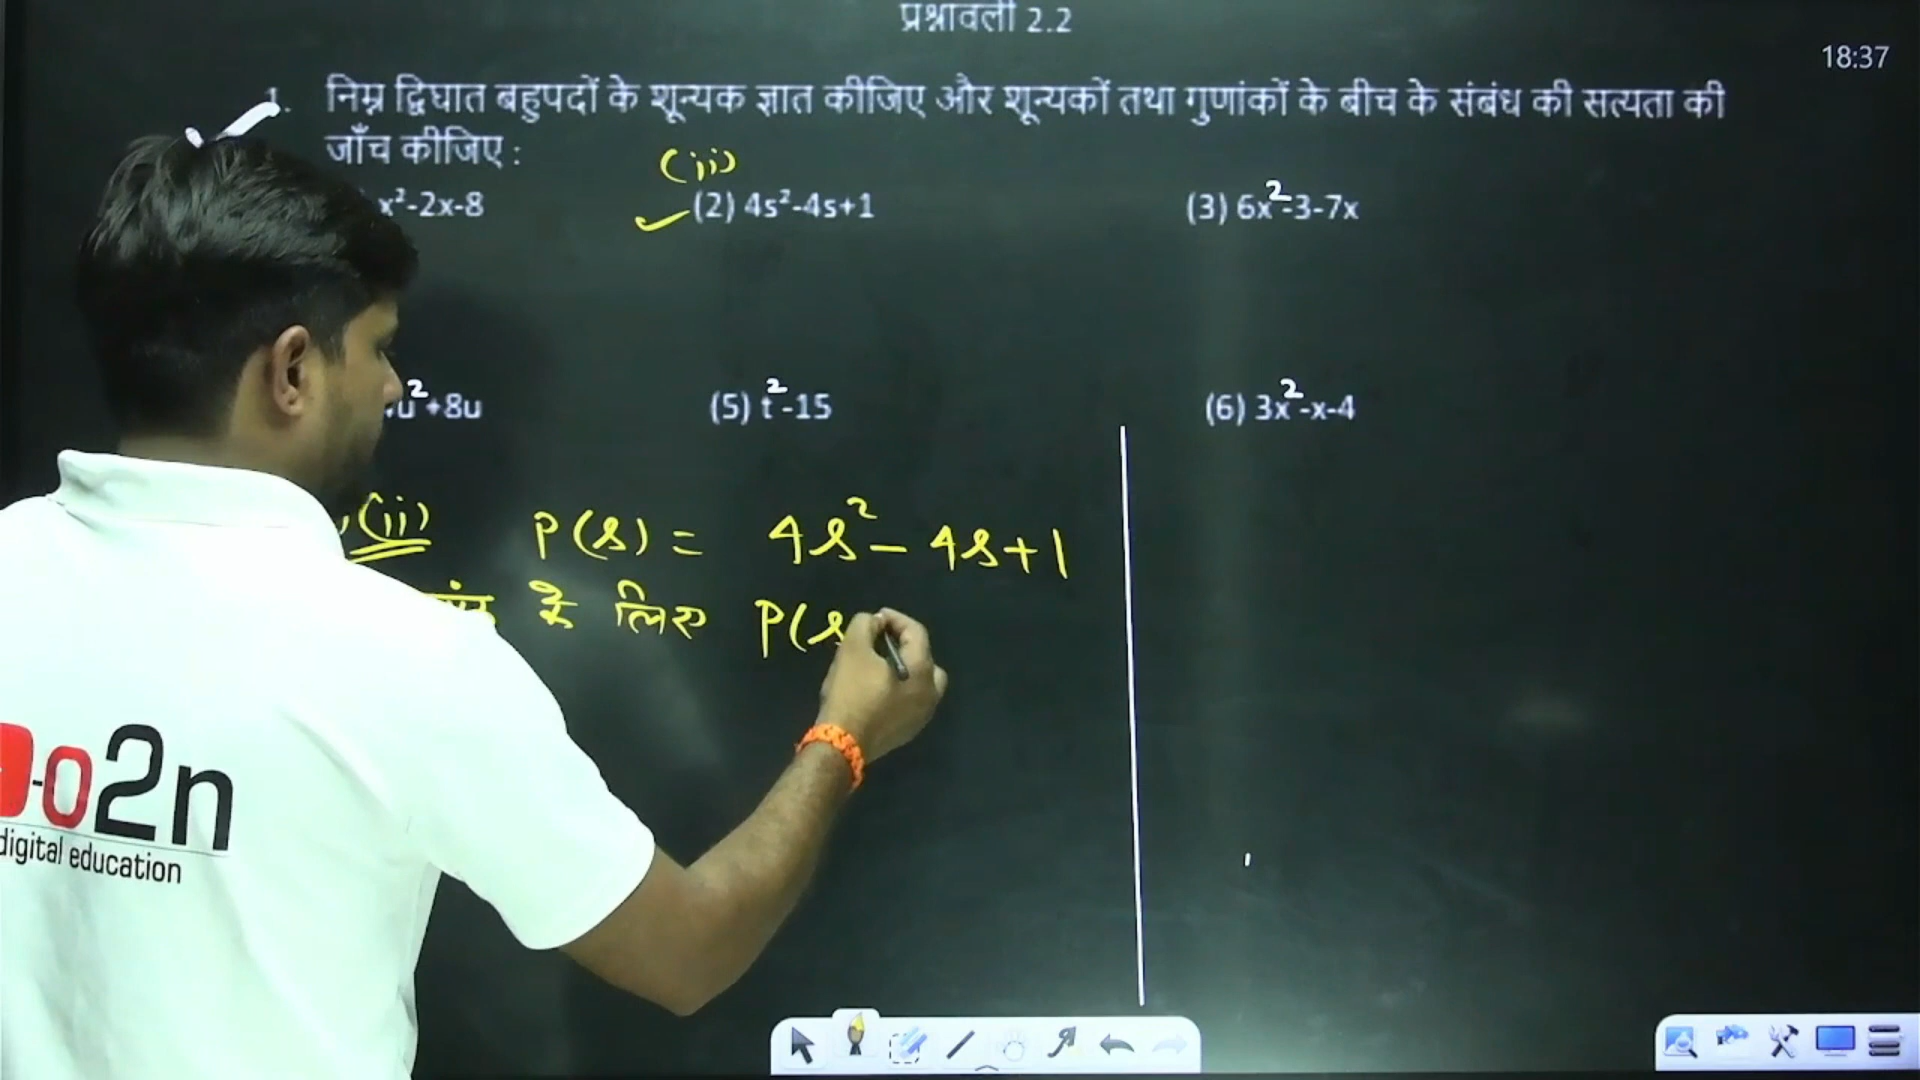 प्रश्नावली 2.2
18:37
1. निम्न द्विघात बहुपदों के शून्यक ज्ञात कीजिए और शून्यकों तथा गुणांकों के बीच के संबंध की सत्यता की
जाँच कीजिए :
(ii)
x²-2x-8 (2) 4s²-4s+1 (3) 6x²-3-7x
u²+8u (5) t²-15 (6) 3x²-x-4
(ii) P(s) = 4s² - 4s + 1
के लिए P(s
o2n
digital education